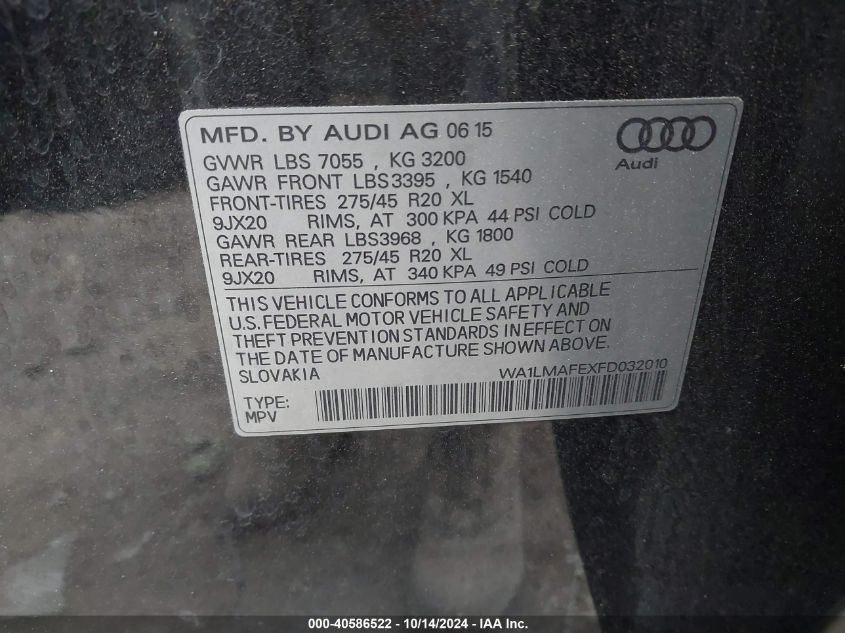 MFD. BY AUDI AG 06 15
GVWR LBS 7055 , KG 3200
GAWR FRONT LBS3395 , KG 1540
FRONT-TIRES 275/45 R20 XL
9JX20 RIMS, AT 300 KPA 44 PSI COLD
GAWR REAR LBS3968 , KG 1800
REAR-TIRES 275/45 R20 XL
9JX20 RIMS, AT 340 KPA 49 PSI COLD
Audi
THIS VEHICLE CONFORMS TO ALL APPLICABLE
U.S. FEDERAL MOTOR VEHICLE SAFETY AND
THEFT PREVENTION STANDARDS IN EFFECT ON
THE DATE OF MANUFACTURE SHOWN ABOVE.
SLOVAKIA WA1LMAFEXFD032010
TYPE:
MPV
000-40586522 - 10/14/2024 - IAA Inc.